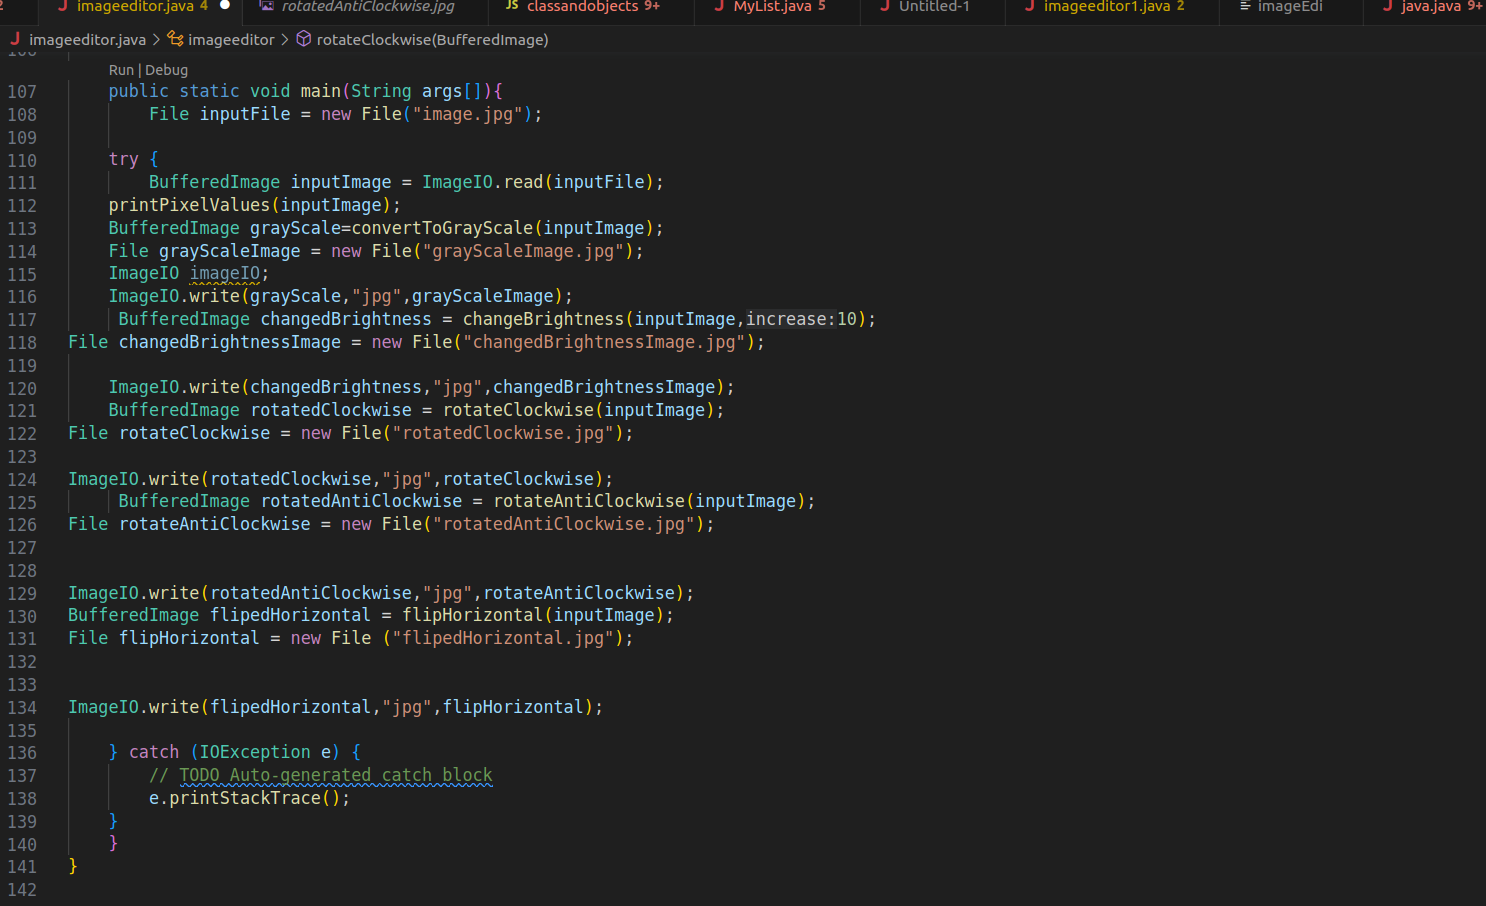 2 imageeditor.java 4 rotatedAntiClockwise.jpg JS classandobjects 9+ J MyList.java 5 J Untitled-1 J imageeditor1.java 2 imageEdi J java.java 9+
J imageeditor.java > imageeditor > rotateClockwise(BufferedImage)
106
Run | Debug
107 public static void main(String args[]){
108 File inputFile = new File("image.jpg");
109
110 try {
111 BufferedImage inputImage = ImageIO.read(inputFile);
112 printPixelValues(inputImage);
113 BufferedImage grayScale=convertToGrayScale(inputImage);
114 File grayScaleImage = new File("grayScaleImage.jpg");
115 ImageIO imageIO;
116 ImageIO.write(grayScale,"jpg",grayScaleImage);
117 BufferedImage changedBrightness = changeBrightness(inputImage,increase:10);
118 File changedBrightnessImage = new File("changedBrightnessImage.jpg");
119
120 ImageIO.write(changedBrightness,"jpg",changedBrightnessImage);
121 BufferedImage rotatedClockwise = rotateClockwise(inputImage);
122 File rotateClockwise = new File("rotatedClockwise.jpg");
123
124 ImageIO.write(rotatedClockwise,"jpg",rotateClockwise);
125 BufferedImage rotatedAntiClockwise = rotateAntiClockwise(inputImage);
126 File rotateAntiClockwise = new File("rotatedAntiClockwise.jpg");
127
128
129 ImageIO.write(rotatedAntiClockwise,"jpg",rotateAntiClockwise);
130 BufferedImage flipedHorizontal = flipHorizontal(inputImage);
131 File flipHorizontal = new File ("flipedHorizontal.jpg");
132
133
134 ImageIO.write(flipedHorizontal,"jpg",flipHorizontal);
135
136 } catch (IOException e) {
137 // TODO Auto-generated catch block
138 e.printStackTrace();
139 }
140 }
141 }
142